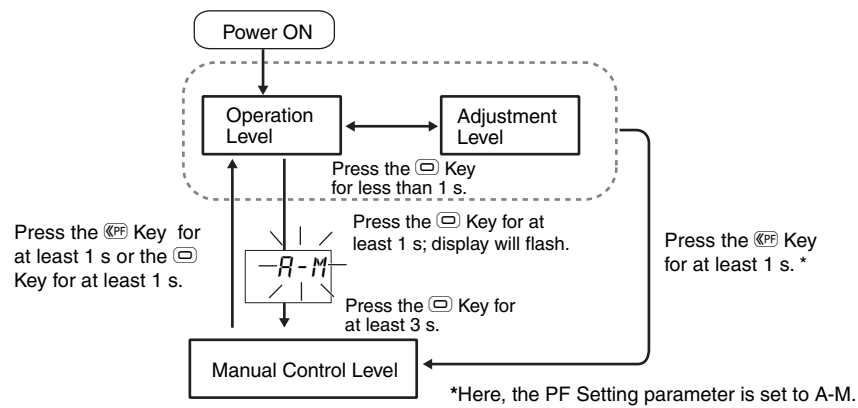 Power ON
Operation
Level
Adjustment
Level
Press the Key
for less than 1 s.
Press the PF Key for
at least 1 s or the
Key for at least 1 s.
Press the Key for at
least 1 s; display will flash.
A-M
Press the Key for
at least 3 s.
Press the PF Key
for at least 1 s. *
Manual Control Level
*Here, the PF Setting parameter is set to A-M.